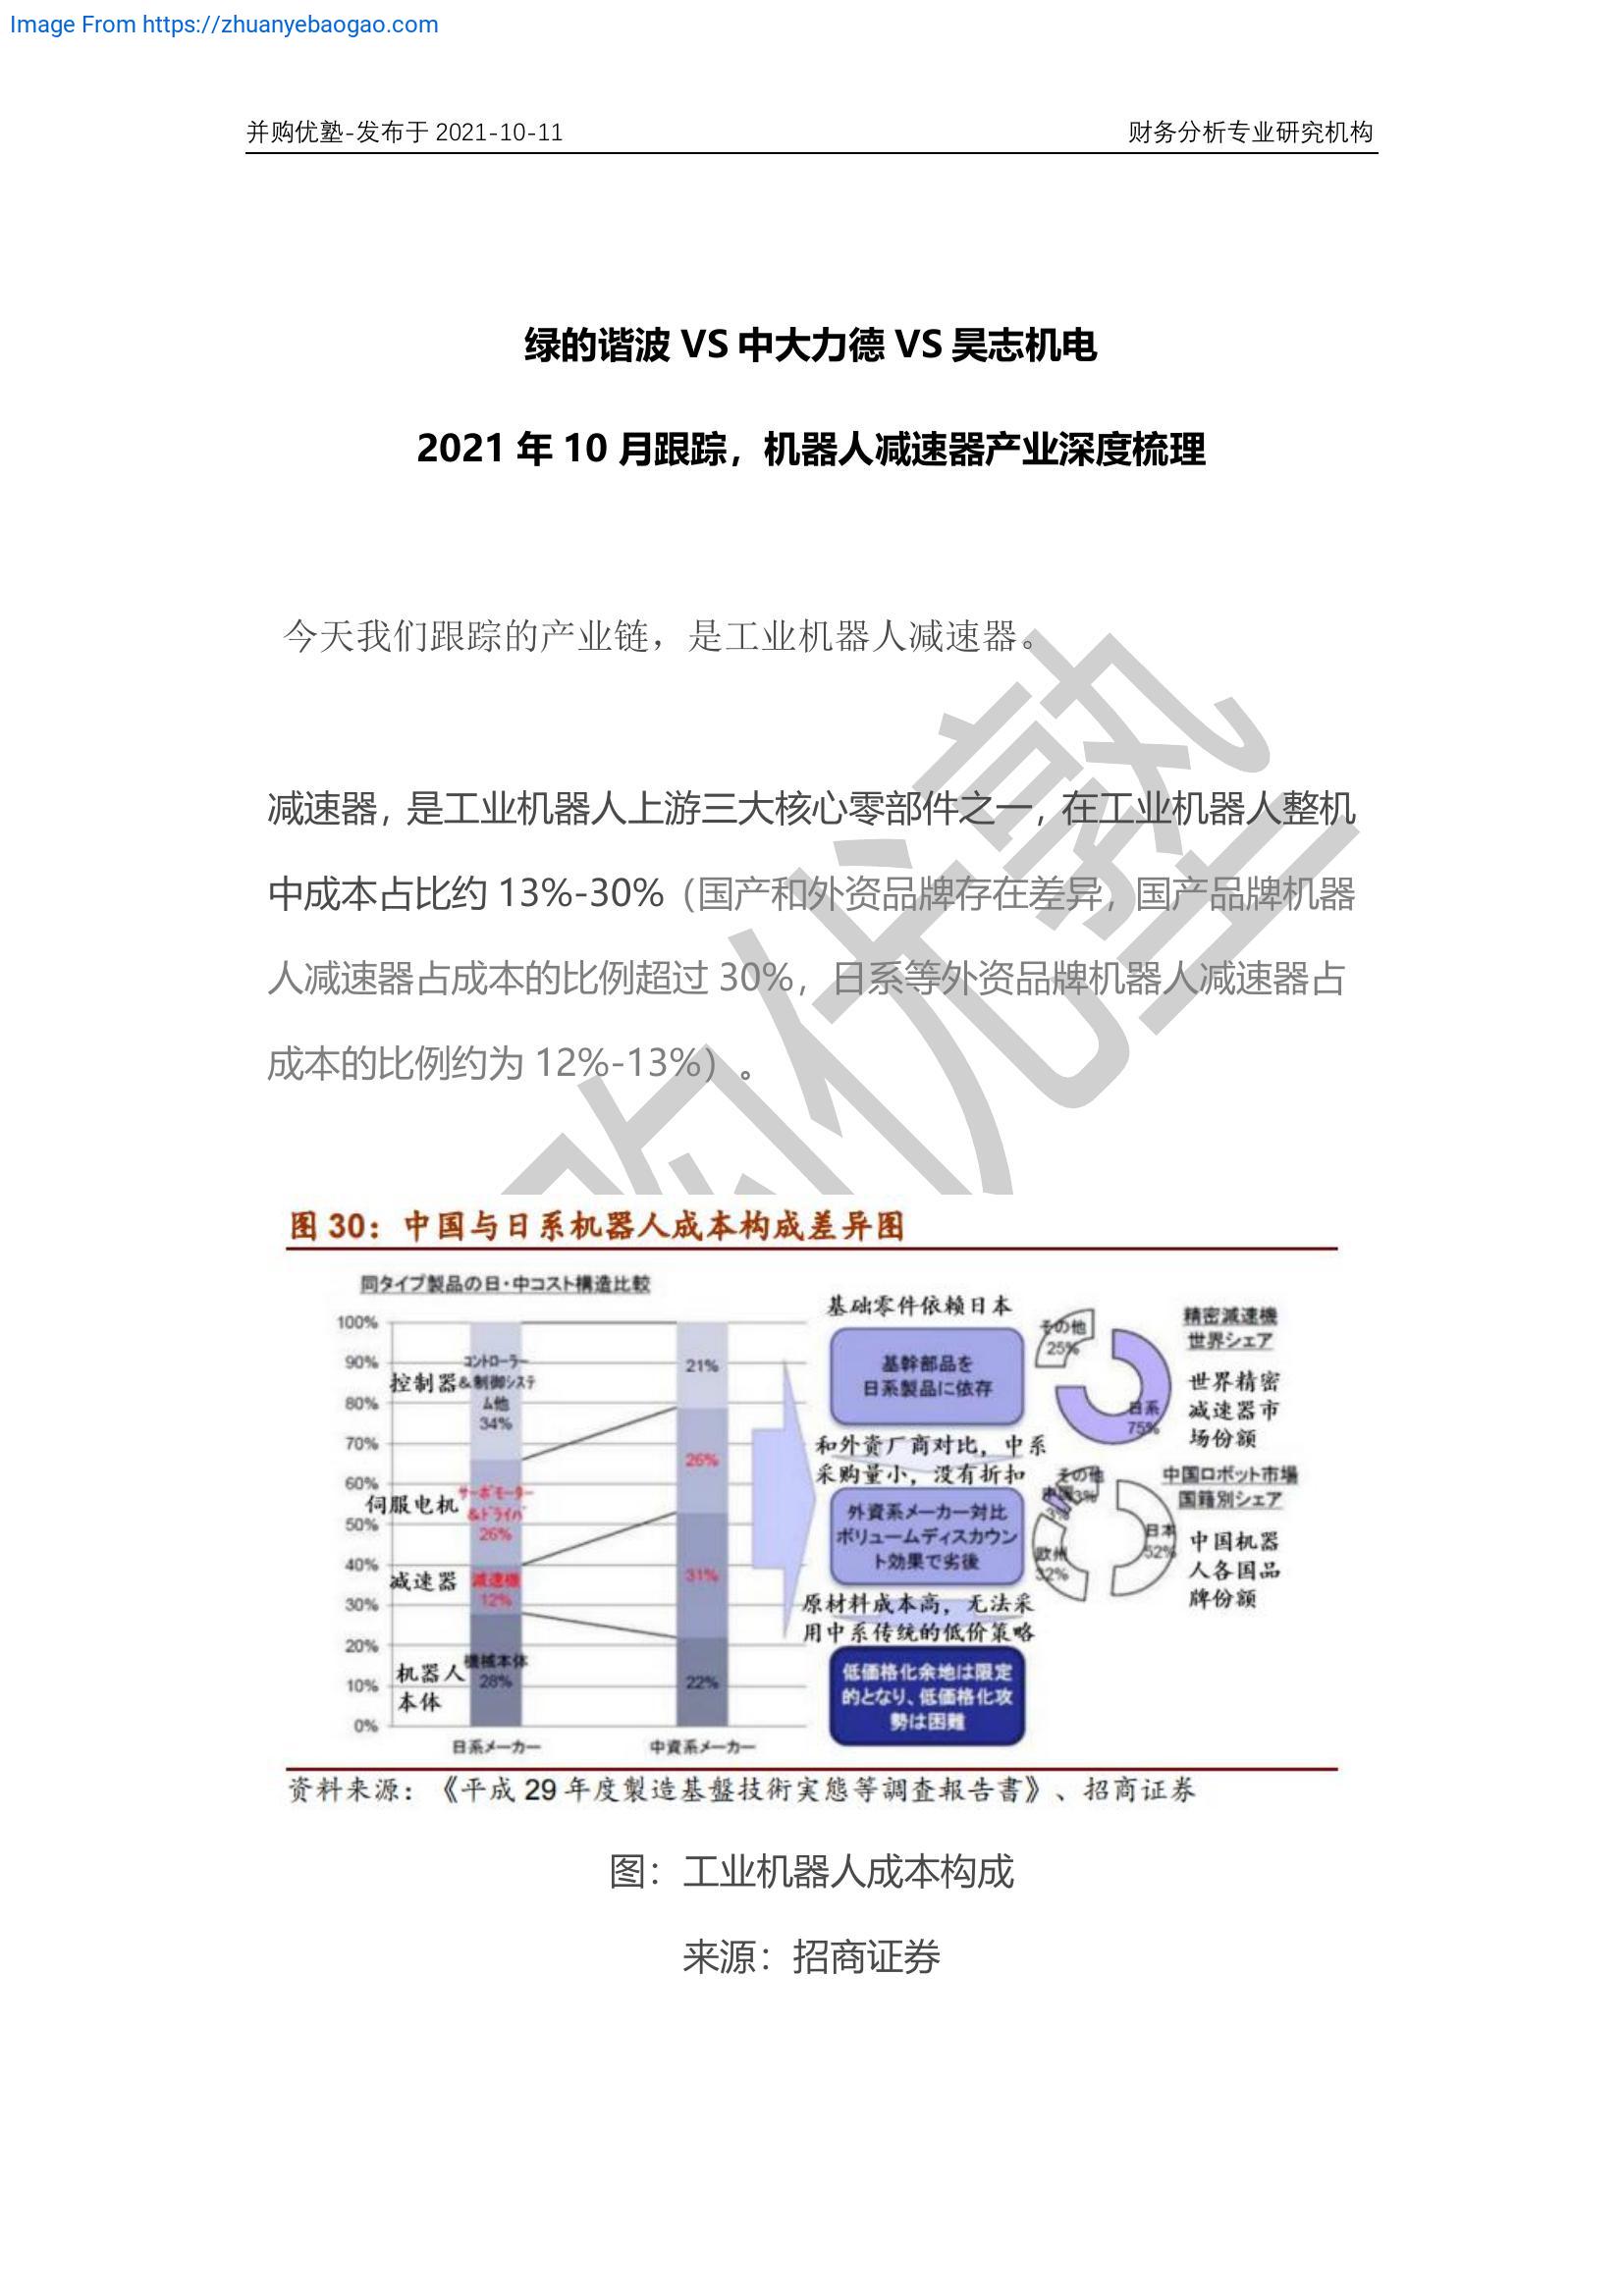 Image From https://zhuanyebaogao.com
并购优塾-发布于 2021-10-11
财务分析专业研究机构
绿的谐波 VS 中大力德 VS 昊志机电
2021 年 10 月跟踪，机器人减速器产业深度梳理
今天我们跟踪的产业链，是工业机器人减速器。
减速器，是工业机器人上游三大核心零部件之一，在工业机器人整机
中成本占比约 13%-30%（国产和外资品牌存在差异，国产品牌机器
人减速器占成本的比例超过 30%，日系等外资品牌机器人减速器占
成本的比例约为 12%-13%）。
购优塾
图 30：中国与日系机器人成本构成差异图
同タイプ製品の日・中コスト構造比較
100%
90%
80%
70%
60%
50%
40%
30%
20%
10%
0%
控制器
コントローラー
&制御システ
ム他
34%
伺服电机
サーボモーター
&ドライバ
26%
减速器
減速機
12%
机器人
本体
機械本体
28%
21%
26%
31%
22%
日系メーカー
中資系メーカー
基础零件依赖日本
基幹部品を
日系製品に依存
和外资厂商对比，中系
采购量小，没有折扣
外資系メーカー対比
ボリュームディスカウン
ト効果で劣後
原材料成本高，无法采
用中系传统的低价策略
低価格化余地は限定
的となり、低価格化攻
勢は困難
その他
25%
日系
75%
精密減速機
世界シェア
世界精密
减速器市
场份额
その他
13%
中国
3%
欧州
32%
日本
52%
中国ロボット市場
国籍別シェア
中国机器
人各国品
牌份额
资料来源：《平成 29 年度製造基盤技術実態等調査報告書》、招商证券
图：工业机器人成本构成
来源：招商证券